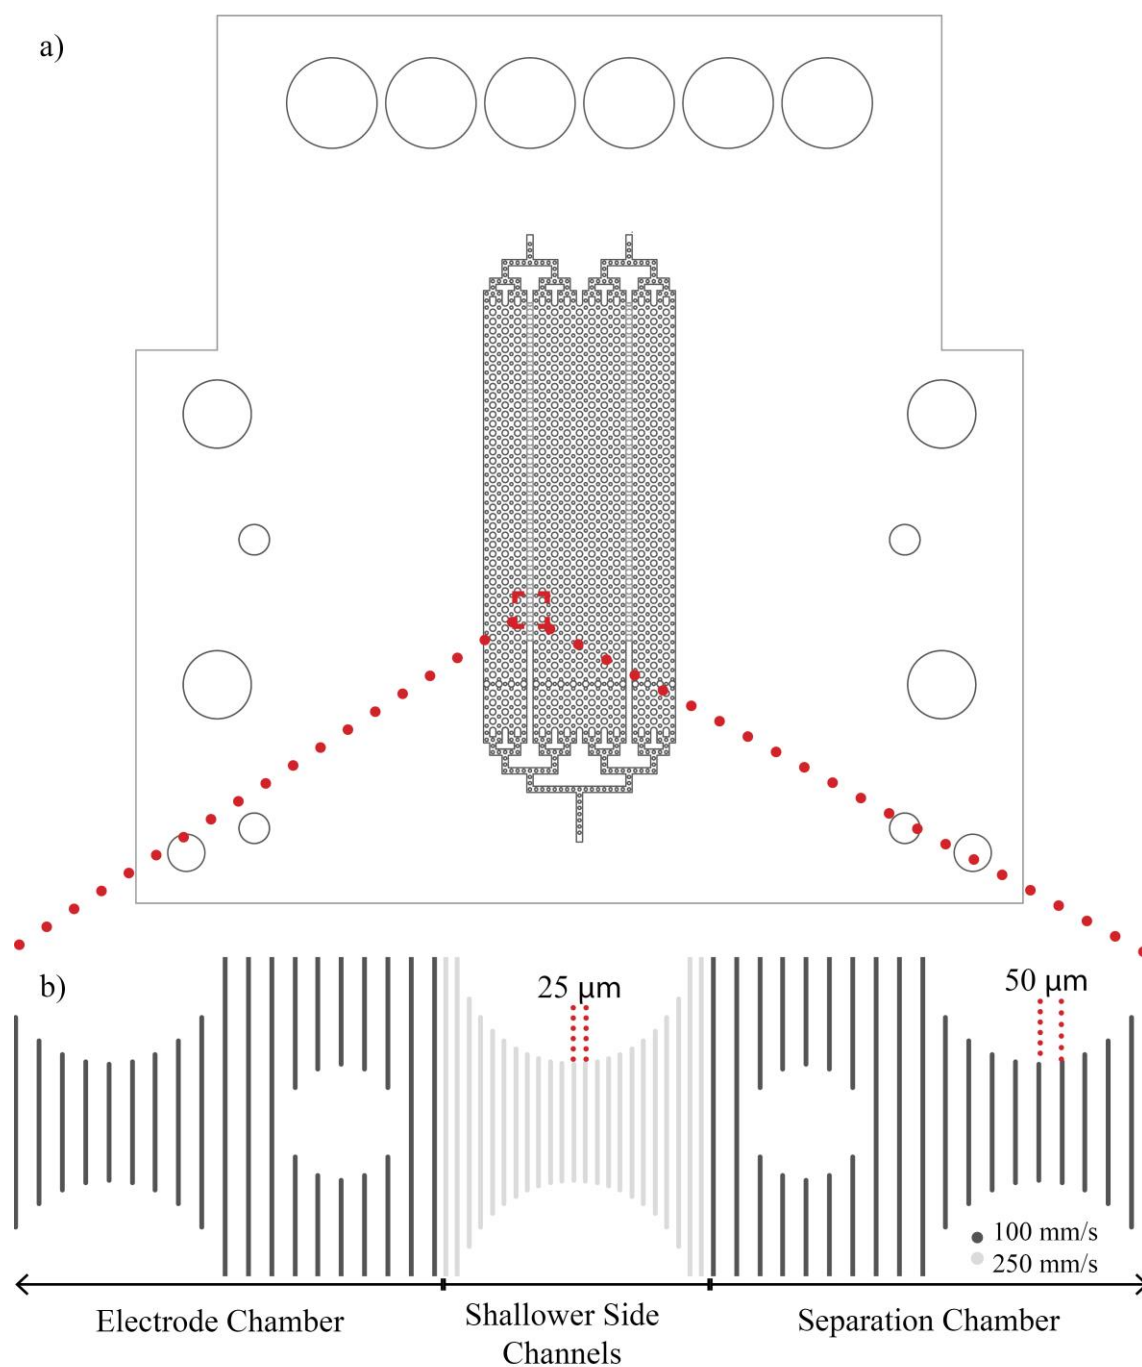 a)
b)
25 μm
50 μm
100 mm/s
250 mm/s
Electrode Chamber
Shallower Side
Channels
Separation Chamber